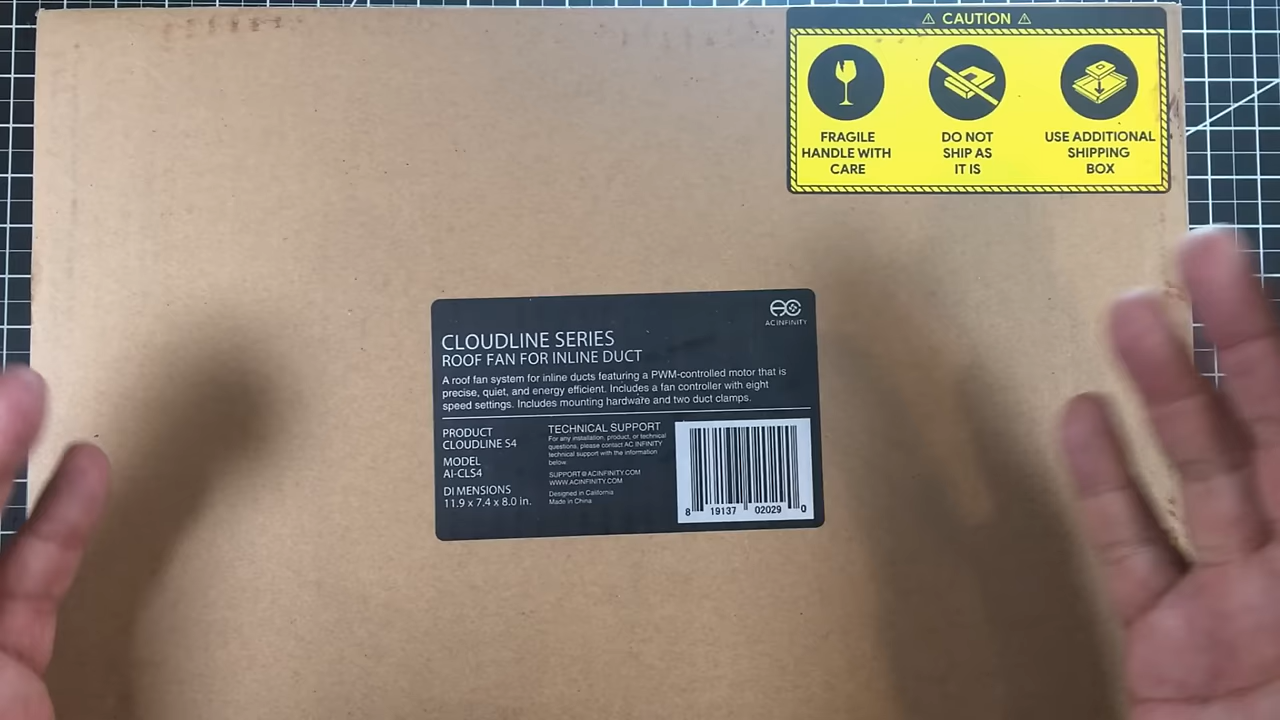 ⚠ CAUTION ⚠
FRAGILE
HANDLE WITH
CARE
DO NOT
SHIP AS
IT IS
USE ADDITIONAL
SHIPPING
BOX
AC INFINITY
CLOUDLINE SERIES
ROOF FAN FOR INLINE DUCT
A roof fan system for inline ducts featuring a PWM-controlled motor that is
precise, quiet, and energy efficient. Includes a fan controller with eight
speed settings. Includes mounting hardware and two duct clamps.
PRODUCT
CLOUDLINE S4
MODEL
AI-CLS4
DIMENSIONS
11.9 x 7.4 x 8.0 in.
TECHNICAL SUPPORT
For any installation, product, or technical
questions, please contact AC INFINITY
technical support with the information
below.
SUPPORT@ACINFINITY.COM
WWW.ACINFINITY.COM
Designed in California
Made in China
8 19137 02029 0